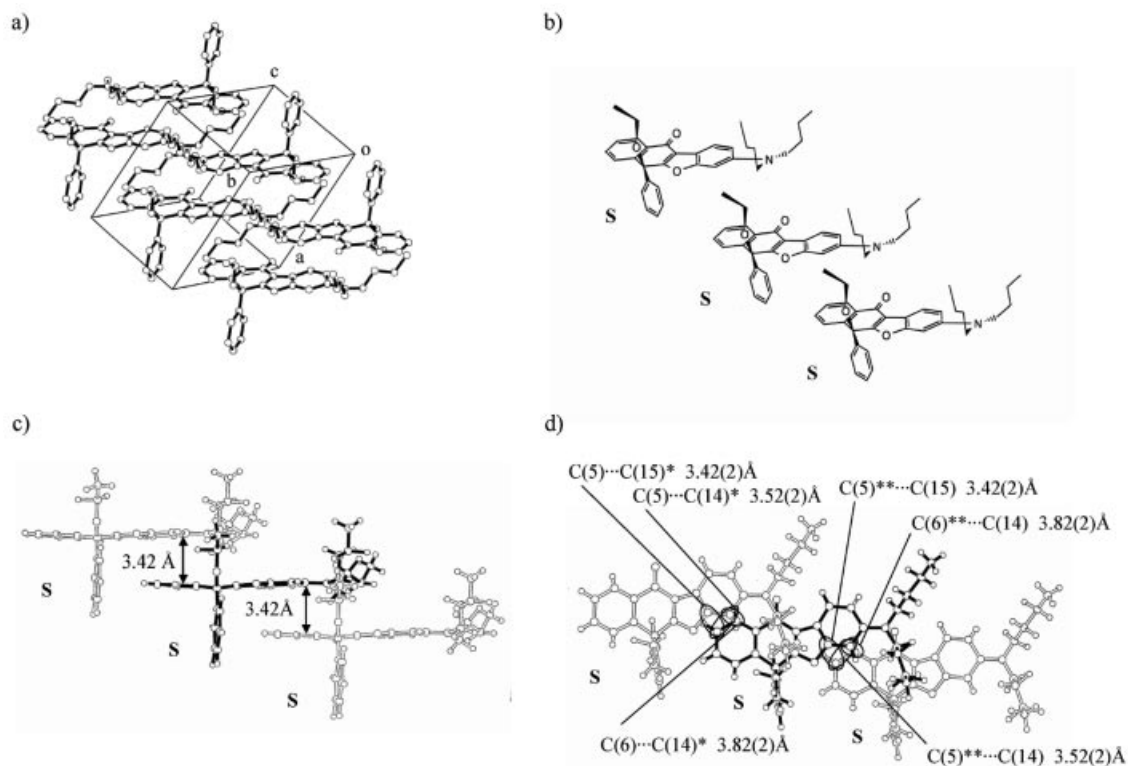 a)
c
o
b
a
b)
O
O
N
O
S
O
O
N
O
S
O
O
N
O
S
c)
3.42 Å
S
3.42Å
S
S
d)
C(5)···C(15)* 3.42(2)Å
C(5)···C(14)* 3.52(2)Å
C(5)**···C(15) 3.42(2)Å
C(6)**···C(14) 3.82(2)Å
S
S
S
C(6)···C(14)* 3.82(2)Å
C(5)**···C(14) 3.52(2)Å